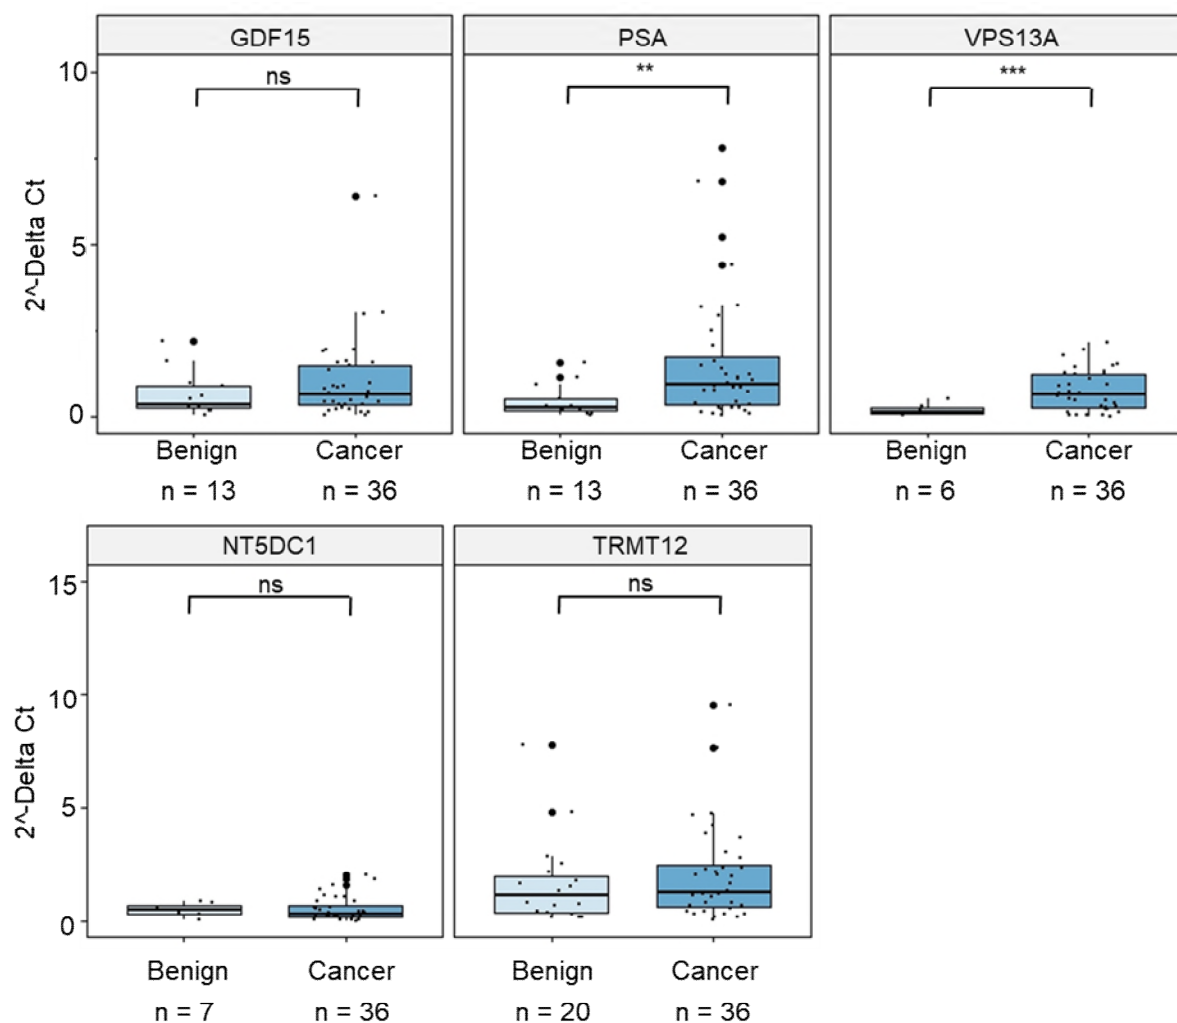 GDF15 PSA VPS13A
ns ** ***
10
5
0
2^-Delta Ct
Benign Cancer Benign Cancer Benign Cancer
n = 13 n = 36 n = 13 n = 36 n = 6 n = 36
NT5DC1 TRMT12
ns ns
15
10
5
0
2^-Delta Ct
Benign Cancer Benign Cancer
n = 7 n = 36 n = 20 n = 36